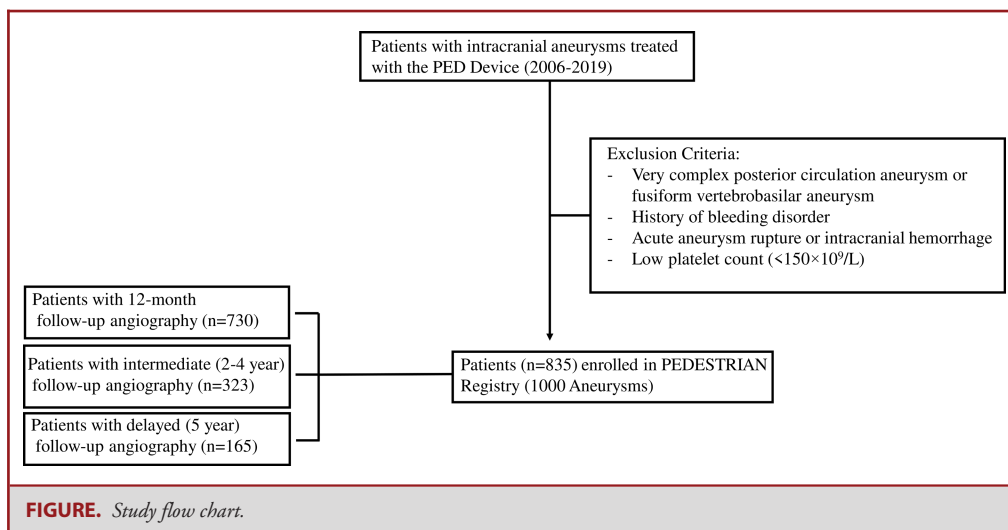 Patients with intracranial aneurysms treated
with the PED Device (2006-2019)
Exclusion Criteria:
- Very complex posterior circulation aneurysm or
fusiform vertebrobasilar aneurysm
- History of bleeding disorder
- Acute aneurysm rupture or intracranial hemorrhage
- Low platelet count (<150×10⁹/L)
Patients with 12-month
follow-up angiography (n=730)
Patients with intermediate (2-4 year)
follow-up angiography (n=323)
Patients with delayed (5 year)
follow-up angiography (n=165)
Patients (n=835) enrolled in PEDESTRIAN
Registry (1000 Aneurysms)
FIGURE. Study flow chart.